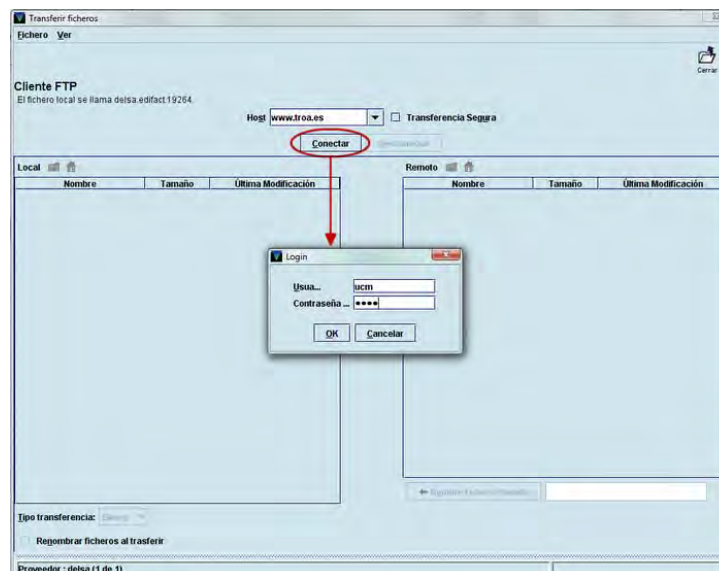 Transferir ficheros
Fichero Ver
Cerrar
Cliente FTP
El fichero local se llama delsa.edifact.19264.
Host www.troa.es Transferencia Segura
Conectar
Local
Remoto
Nombre Tamaño Última Modificación
Nombre Tamaño Última Modificación
Login
Usua... ucm
Contraseña ... ••••
OK Cancelar
Tipo transferencia:
Renombrar ficheros al trasferir
Proveedor : delsa (1 de 1)